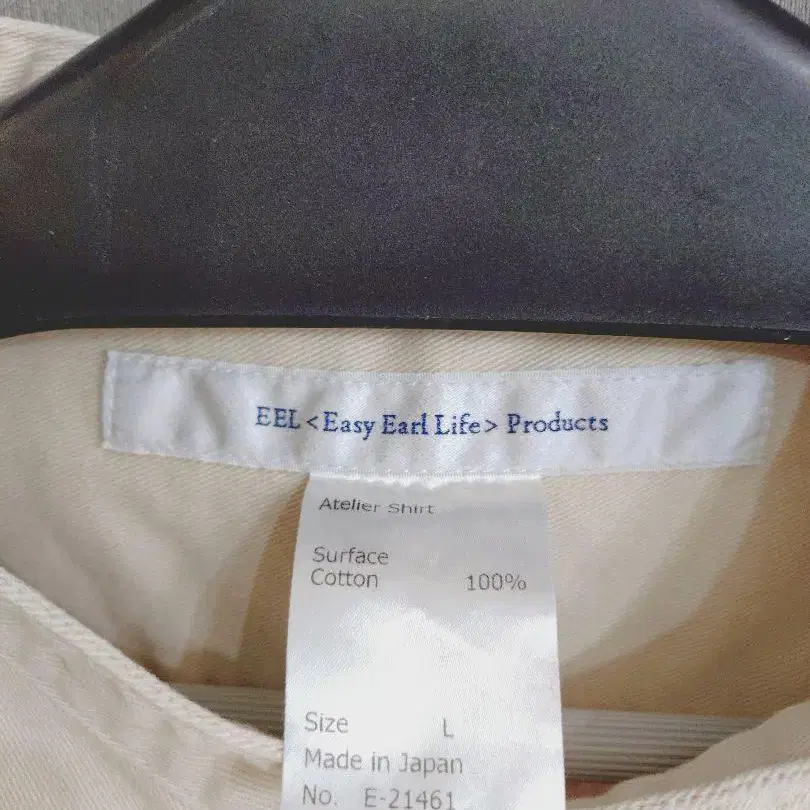 EEL <Easy Earl Life> Products
Atelier Shirt
Surface
Cotton 100%
Size L
Made in Japan
No. E-21461